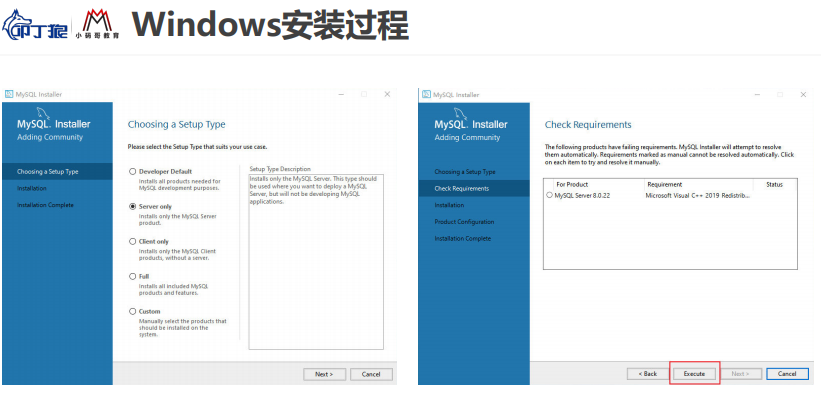 叩丁狼
小码哥教育
Windows安装过程
MySQL Installer
MySQL. Installer
Adding Community
Choosing a Setup Type
Installation
Installation Complete
Choosing a Setup Type
Please select the Setup Type that suits your use case.
Developer Default
Installs all products needed for
MySQL development purposes.
Server only
Installs only the MySQL Server
product.
Client only
Installs only the MySQL Client
products, without a server.
Full
Installs all included MySQL
products and features.
Custom
Manually select the products that
should be installed on the
system.
Setup Type Description
Installs only the MySQL Server. This type should
be used where you want to deploy a MySQL
Server, but will not be developing MySQL
applications.
Next >
Cancel
MySQL Installer
MySQL. Installer
Adding Community
Choosing a Setup Type
Check Requirements
Installation
Product Configuration
Installation Complete
Check Requirements
The following products have failing requirements. MySQL Installer will attempt to resolve
them automatically. Requirements marked as manual cannot be resolved automatically. Click
on each item to try and resolve it manually.
For Product Requirement Status
MySQL Server 8.0.22 Microsoft Visual C++ 2019 Redistrib...
< Back
Execute
Next >
Cancel